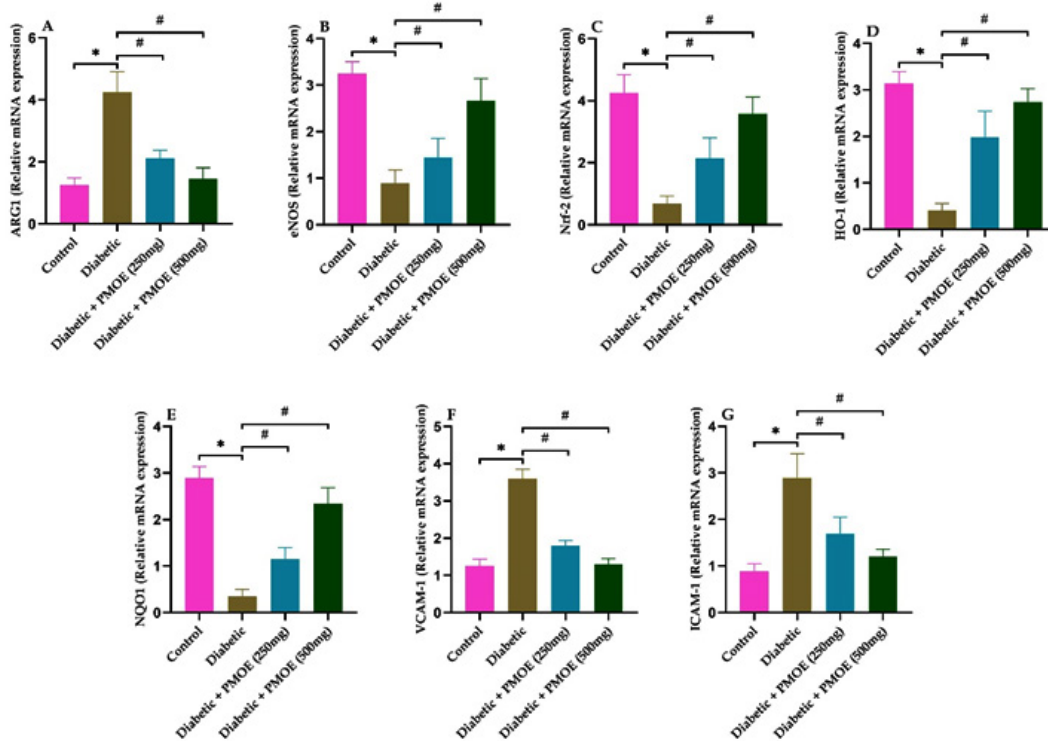 A
ARG1 (Relative mRNA expression)
6
4
2
0
*
#
#
Control
Diabetic
Diabetic + PMOE (250mg)
Diabetic + PMOE (500mg)
B
eNOS (Relative mRNA expression)
4
3
2
1
0
*
#
#
Control
Diabetic
Diabetic + PMOE (250mg)
Diabetic + PMOE (500mg)
C
Nrf-2 (Relative mRNA expression)
6
4
2
0
*
#
#
Control
Diabetic
Diabetic + PMOE (250mg)
Diabetic + PMOE (500mg)
D
HO-1 (Relative mRNA expression)
4
3
2
1
0
*
#
#
Control
Diabetic
Diabetic + PMOE (250mg)
Diabetic + PMOE (500mg)
E
NQO1 (Relative mRNA expression)
4
3
2
1
0
*
#
#
Control
Diabetic
Diabetic + PMOE (250mg)
Diabetic + PMOE (500mg)
F
VCAM-1 (Relative mRNA expression)
5
4
3
2
1
0
*
#
#
Control
Diabetic
Diabetic + PMOE (250mg)
Diabetic + PMOE (500mg)
G
ICAM-1 (Relative mRNA expression)
4
3
2
1
0
*
#
#
Control
Diabetic
Diabetic + PMOE (250mg)
Diabetic + PMOE (500mg)